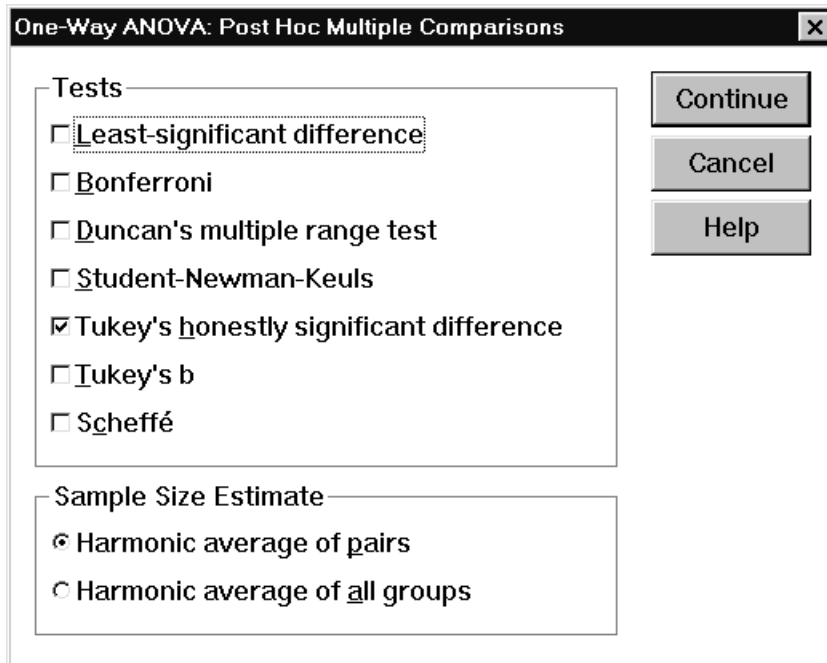 One-Way ANOVA: Post Hoc Multiple Comparisons
Tests
Least-significant difference
Bonferroni
Duncan's multiple range test
Student-Newman-Keuls
Tukey's honestly significant difference
Tukey's b
Scheffé
Continue
Cancel
Help
Sample Size Estimate
Harmonic average of pairs
Harmonic average of all groups